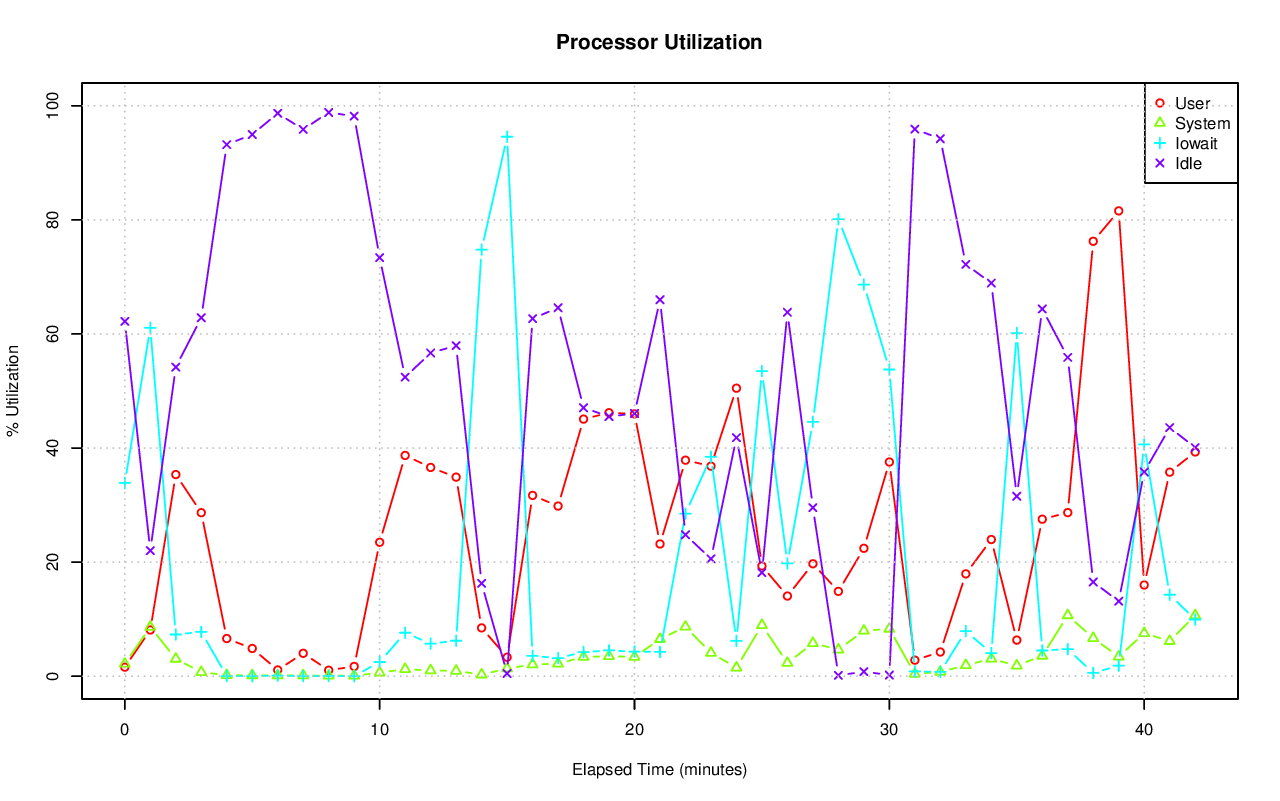 Processor Utilization
% Utilization
100
80
60
40
20
0
User
System
Iowait
Idle
0 10 20 30 40
Elapsed Time (minutes)